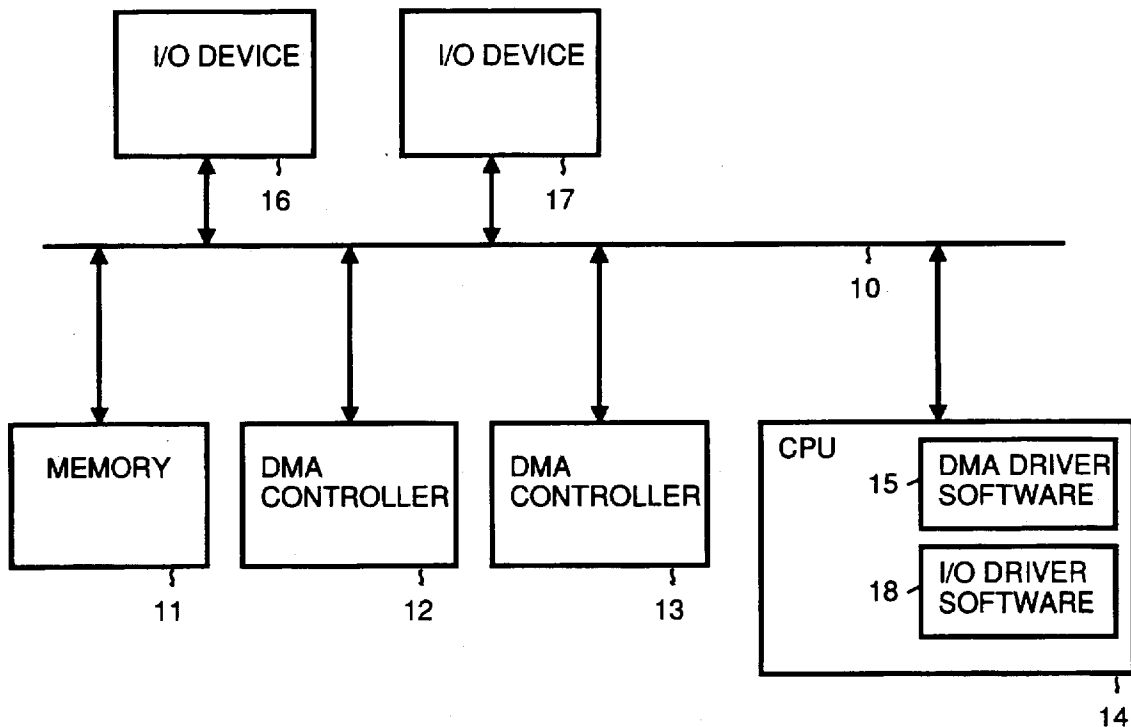 I/O DEVICE
I/O DEVICE
16
17
10
MEMORY
DMA
CONTROLLER
DMA
CONTROLLER
CPU
DMA DRIVER
SOFTWARE
15
I/O DRIVER
SOFTWARE
18
11
12
13
14